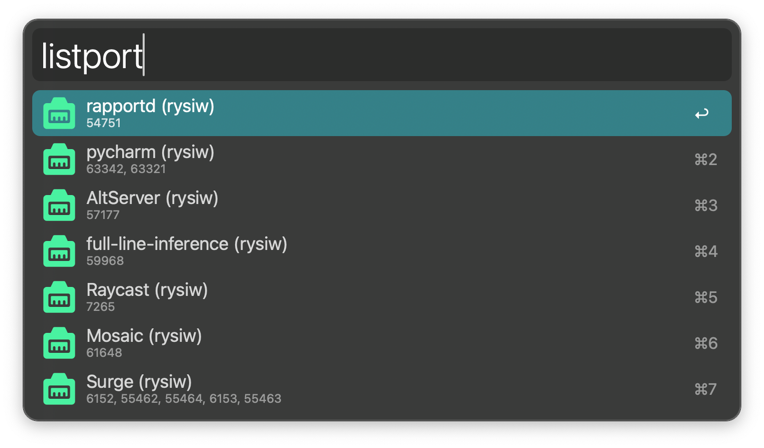 listport
rapportd (rysiw)
54751
pycharm (rysiw)
63342, 63321
⌘2
AltServer (rysiw)
57177
⌘3
full-line-inference (rysiw)
59968
⌘4
Raycast (rysiw)
7265
⌘5
Mosaic (rysiw)
61648
⌘6
Surge (rysiw)
6152, 55462, 55464, 6153, 55463
⌘7